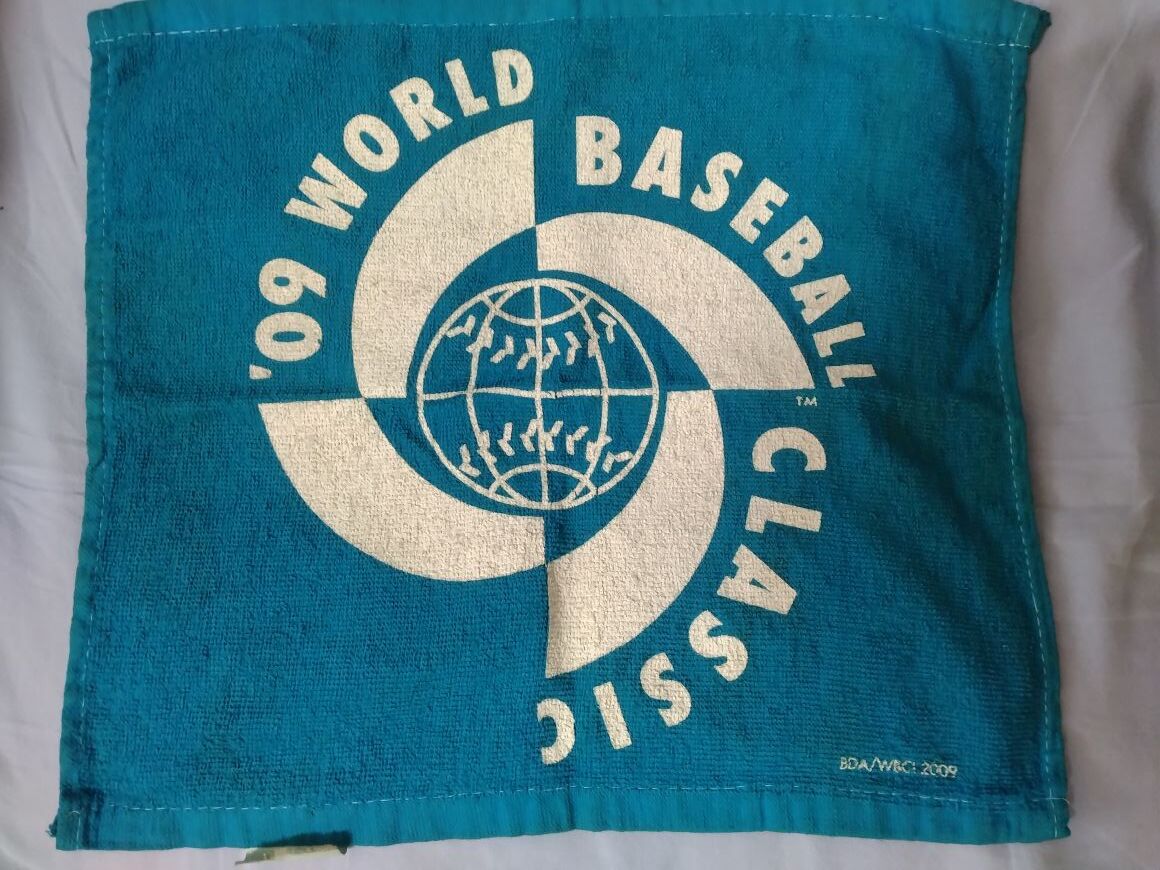 '09 WORLD BASEBALL CLASSIC
TM
BDA/WBCI 2009